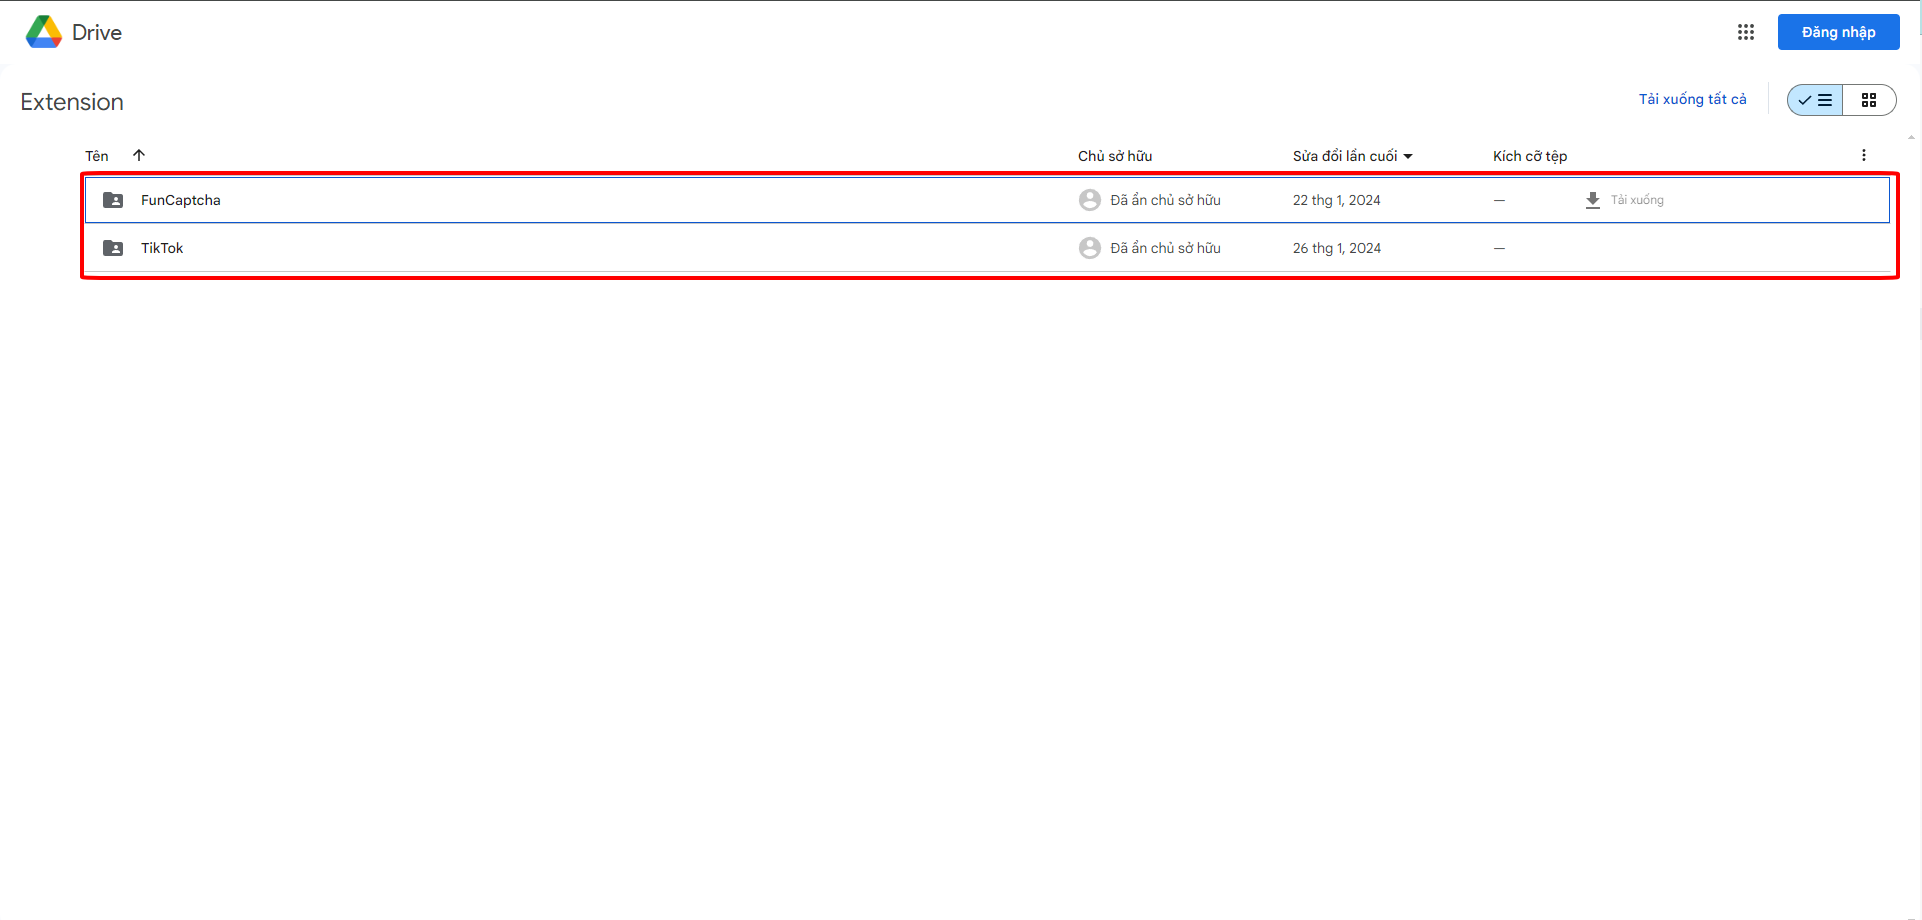 Drive
Đăng nhập
Extension
Tải xuống tất cả
Tên Chủ sở hữu Sửa đổi lần cuối Kích cỡ tệp
FunCaptcha Đã ẩn chủ sở hữu 22 thg 1, 2024 — Tải xuống
TikTok Đã ẩn chủ sở hữu 26 thg 1, 2024 —